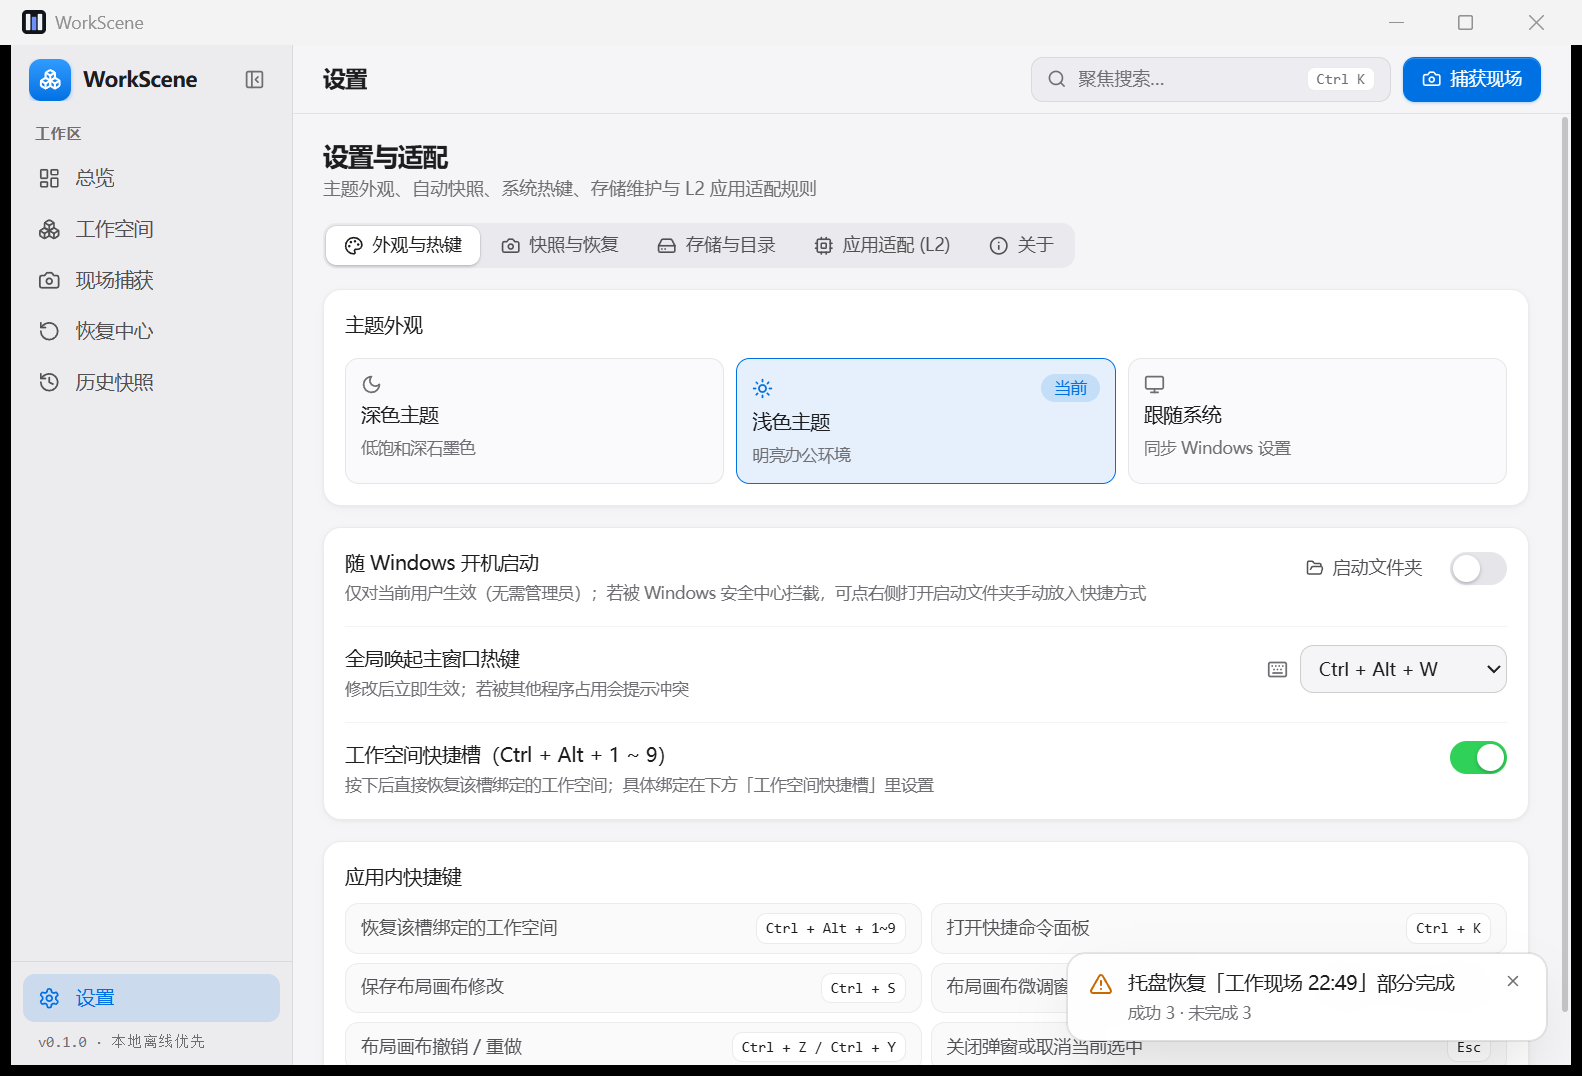 WorkScene
WorkScene
设置
聚焦搜索...
Ctrl K
捕获现场
工作区
总览
工作空间
现场捕获
恢复中心
历史快照
设置与适配
主题外观、自动快照、系统热键、存储维护与 L2 应用适配规则
外观与热键
快照与恢复
存储与目录
应用适配 (L2)
关于
主题外观
深色主题
低饱和深石墨色
当前
浅色主题
明亮办公环境
跟随系统
同步 Windows 设置
随 Windows 开机启动
仅对当前用户生效（无需管理员）；若被 Windows 安全中心拦截，可点右侧打开启动文件夹手动放入快捷方式
启动文件夹
全局唤起主窗口热键
修改后立即生效；若被其他程序占用会提示冲突
Ctrl + Alt + W
工作空间快捷槽（Ctrl + Alt + 1 ~ 9）
按下后直接恢复该槽绑定的工作空间；具体绑定在下方「工作空间快捷槽」里设置
应用内快捷键
恢复该槽绑定的工作空间
Ctrl + Alt + 1~9
打开快捷命令面板
Ctrl + K
保存布局画布修改
Ctrl + S
布局画布微调窗
布局画布撤销 / 重做
Ctrl + Z / Ctrl + Y
关闭弹窗或取消当前选中
Esc
托盘恢复「工作现场 22:49」部分完成
成功 3 · 未完成 3
设置
v0.1.0 · 本地离线优先